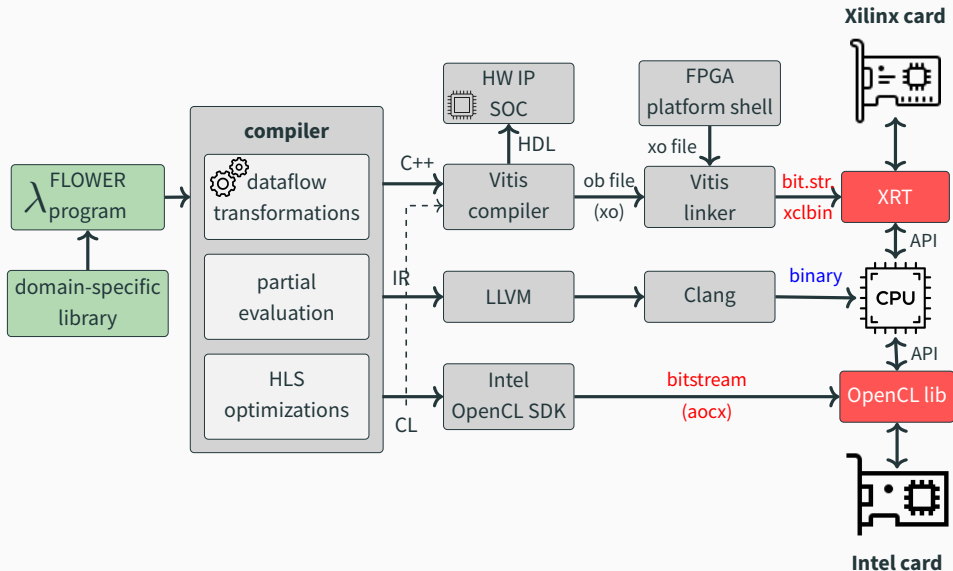 Xilinx card
HW IP
SOC
FPGA
platform shell
compiler
HDL
xo file
C++
λ
FLOWER
program
dataflow
transformations
Vitis
compiler
ob file
(xo)
Vitis
linker
bit.str
xclbin
XRT
API
domain-specific
library
partial
evaluation
IR
LLVM
Clang
binary
CPU
API
HLS
optimizations
CL
Intel
OpenCL SDK
bitstream
(aocx)
OpenCL lib
Intel card